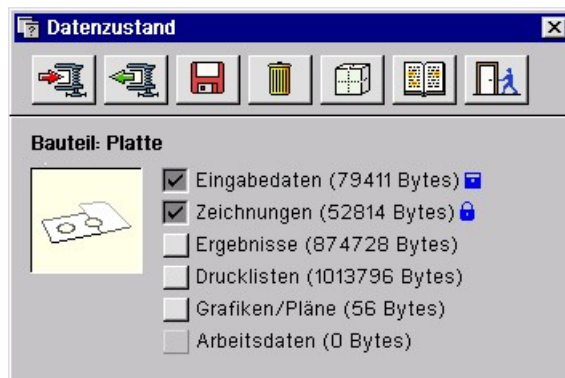 Datenzustand
Bauteil: Platte
Eingabedaten (79411 Bytes)
Zeichnungen (52814 Bytes)
Ergebnisse (874728 Bytes)
Drucklisten (1013796 Bytes)
Grafiken/Pläne (56 Bytes)
Arbeitsdaten (0 Bytes)